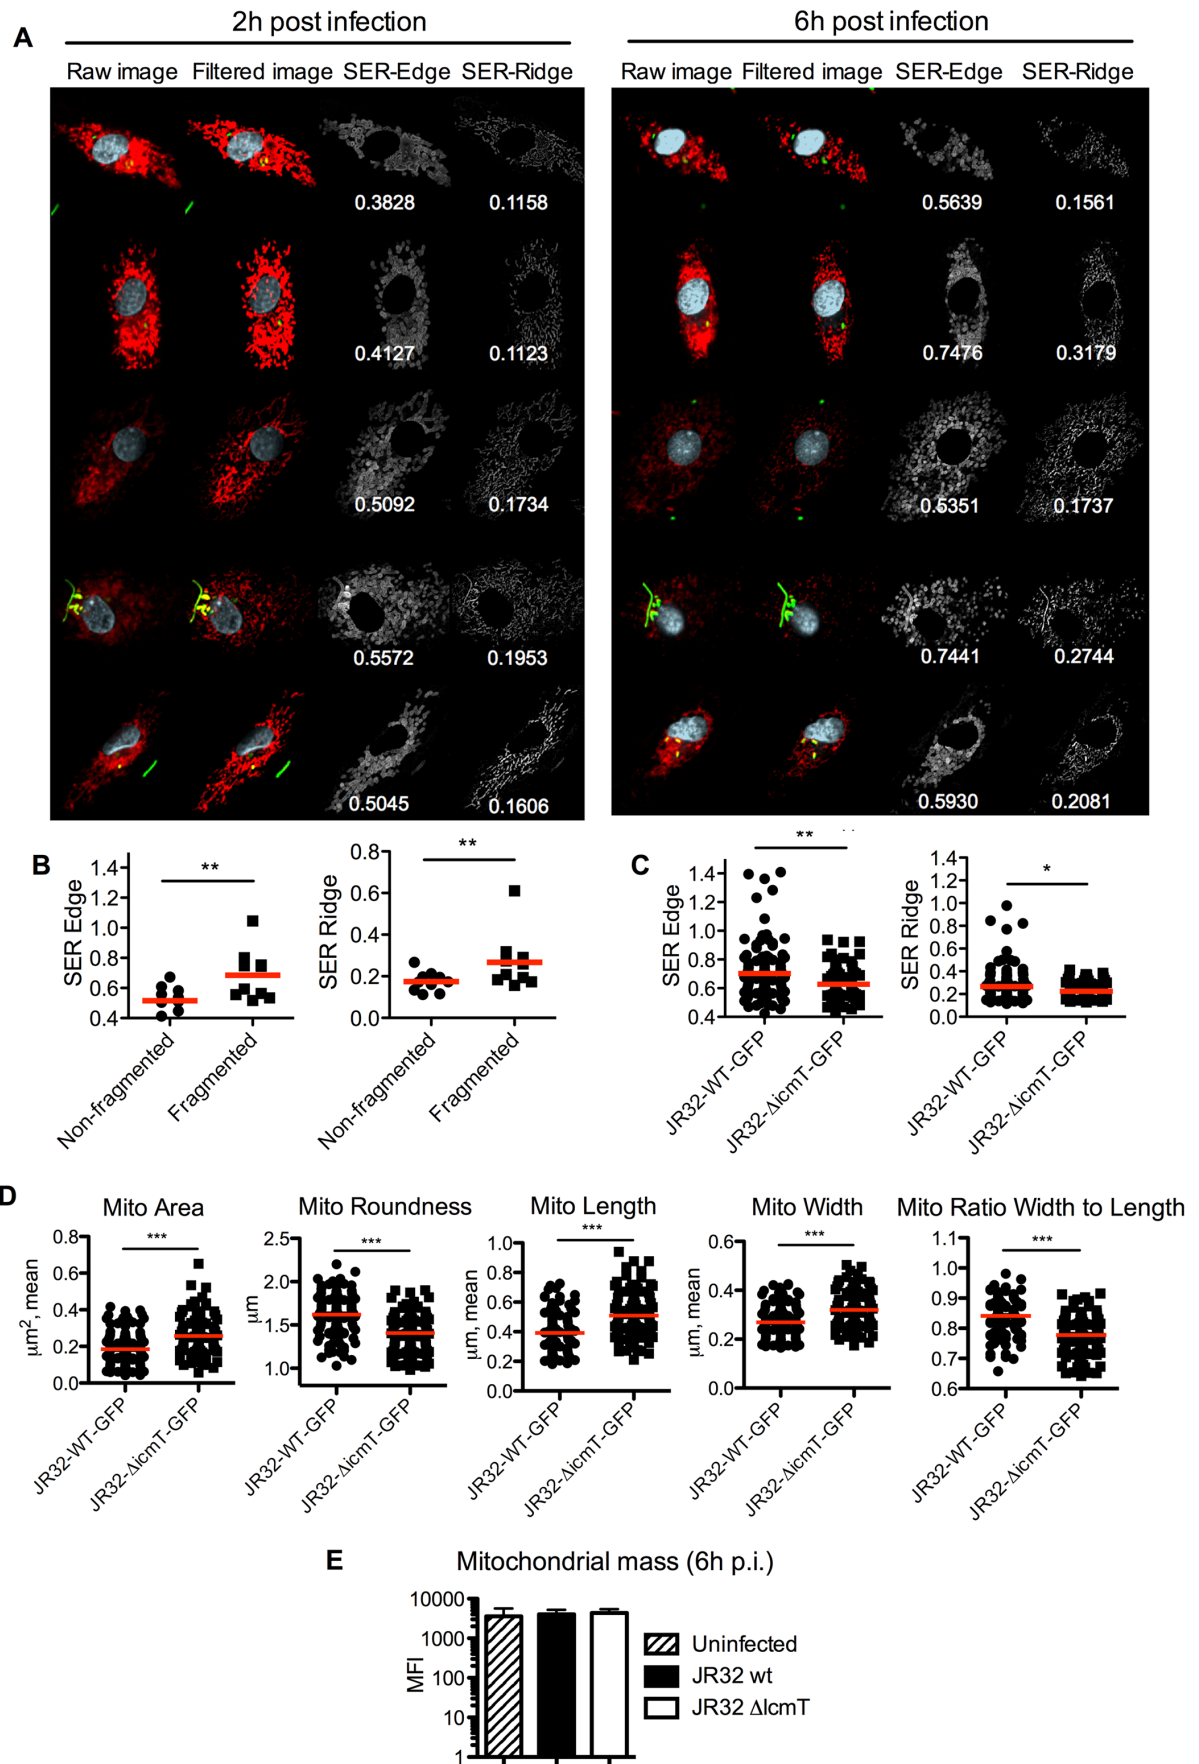 A
2h post infection
6h post infection
Raw image Filtered image SER-Edge SER-Ridge
Raw image Filtered image SER-Edge SER-Ridge
0.3828 0.1158
0.5639 0.1561
0.4127 0.1123
0.7476 0.3179
0.5092 0.1734
0.5351 0.1737
0.5572 0.1953
0.7441 0.2744
0.5045 0.1606
0.5930 0.2081
B
SER Edge
1.4
1.2
1.0
0.8
0.6
0.4
**
Non-fragmented
Fragmented
SER Ridge
0.8
0.6
0.4
0.2
0.0
**
Non-fragmented
Fragmented
C
SER Edge
1.4
1.2
1.0
0.8
0.6
0.4
**
JR32-WT-GFP
JR32-ΔicmT-GFP
SER Ridge
1.4
1.2
1.0
0.8
0.6
0.4
0.2
0.0
*
JR32-WT-GFP
JR32-ΔicmT-GFP
D
Mito Area
μm², mean
0.8
0.6
0.4
0.2
0.0
***
JR32-WT-GFP
JR32-ΔicmT-GFP
Mito Roundness
μm
2.5
2.0
1.5
1.0
***
JR32-WT-GFP
JR32-ΔicmT-GFP
Mito Length
μm, mean
1.0
0.8
0.6
0.4
0.2
0.0
***
JR32-WT-GFP
JR32-ΔicmT-GFP
Mito Width
μm, mean
0.6
0.4
0.2
0.0
***
JR32-WT-GFP
JR32-ΔicmT-GFP
Mito Ratio Width to Length
1.1
1.0
0.9
0.8
0.7
0.6
***
JR32-WT-GFP
JR32-ΔicmT-GFP
E
Mitochondrial mass (6h p.i.)
MFI
10000
1000
100
10
1
Uninfected
JR32 wt
JR32 ΔIcmT